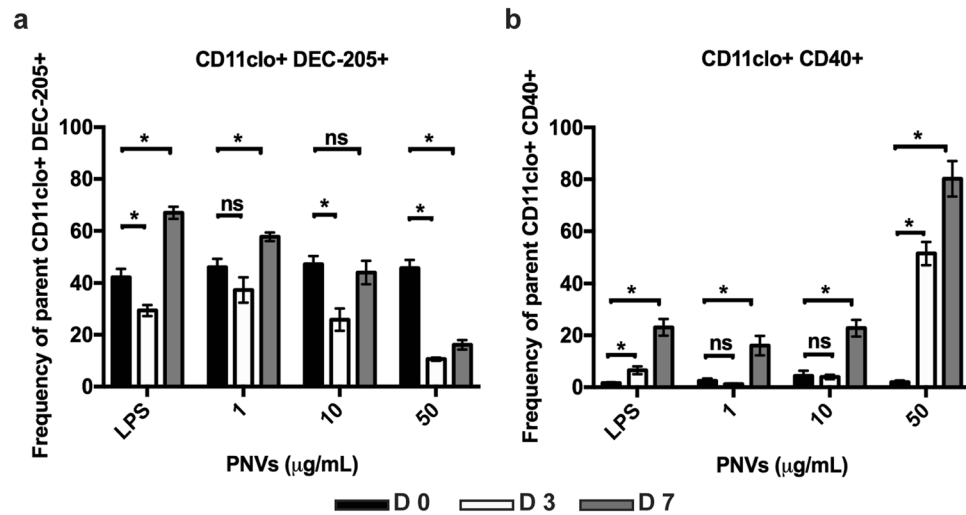 a
CD11clo+ DEC-205+
Frequency of parent CD11clo+ DEC-205+
100
80
60
40
20
0
* * * ns * ns * *
LPS 1 10 50
PNVs (μg/mL)
b
CD11clo+ CD40+
Frequency of parent CD11clo+ CD40+
100
80
60
40
20
0
* * * ns * ns * *
LPS 1 10 50
PNVs (μg/mL)
D 0 D 3 D 7